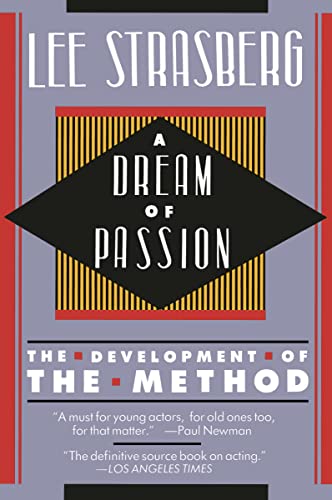 LEE STRASBERG
A
DREAM
OF
PASSION
THE ▪ DEVELOPMENT ▪ OF
THE ▪ METHOD
“A must for young actors, for old ones too,
for that matter.” —Paul Newman
“The definitive source book on acting.”
—LOS ANGELES TIMES